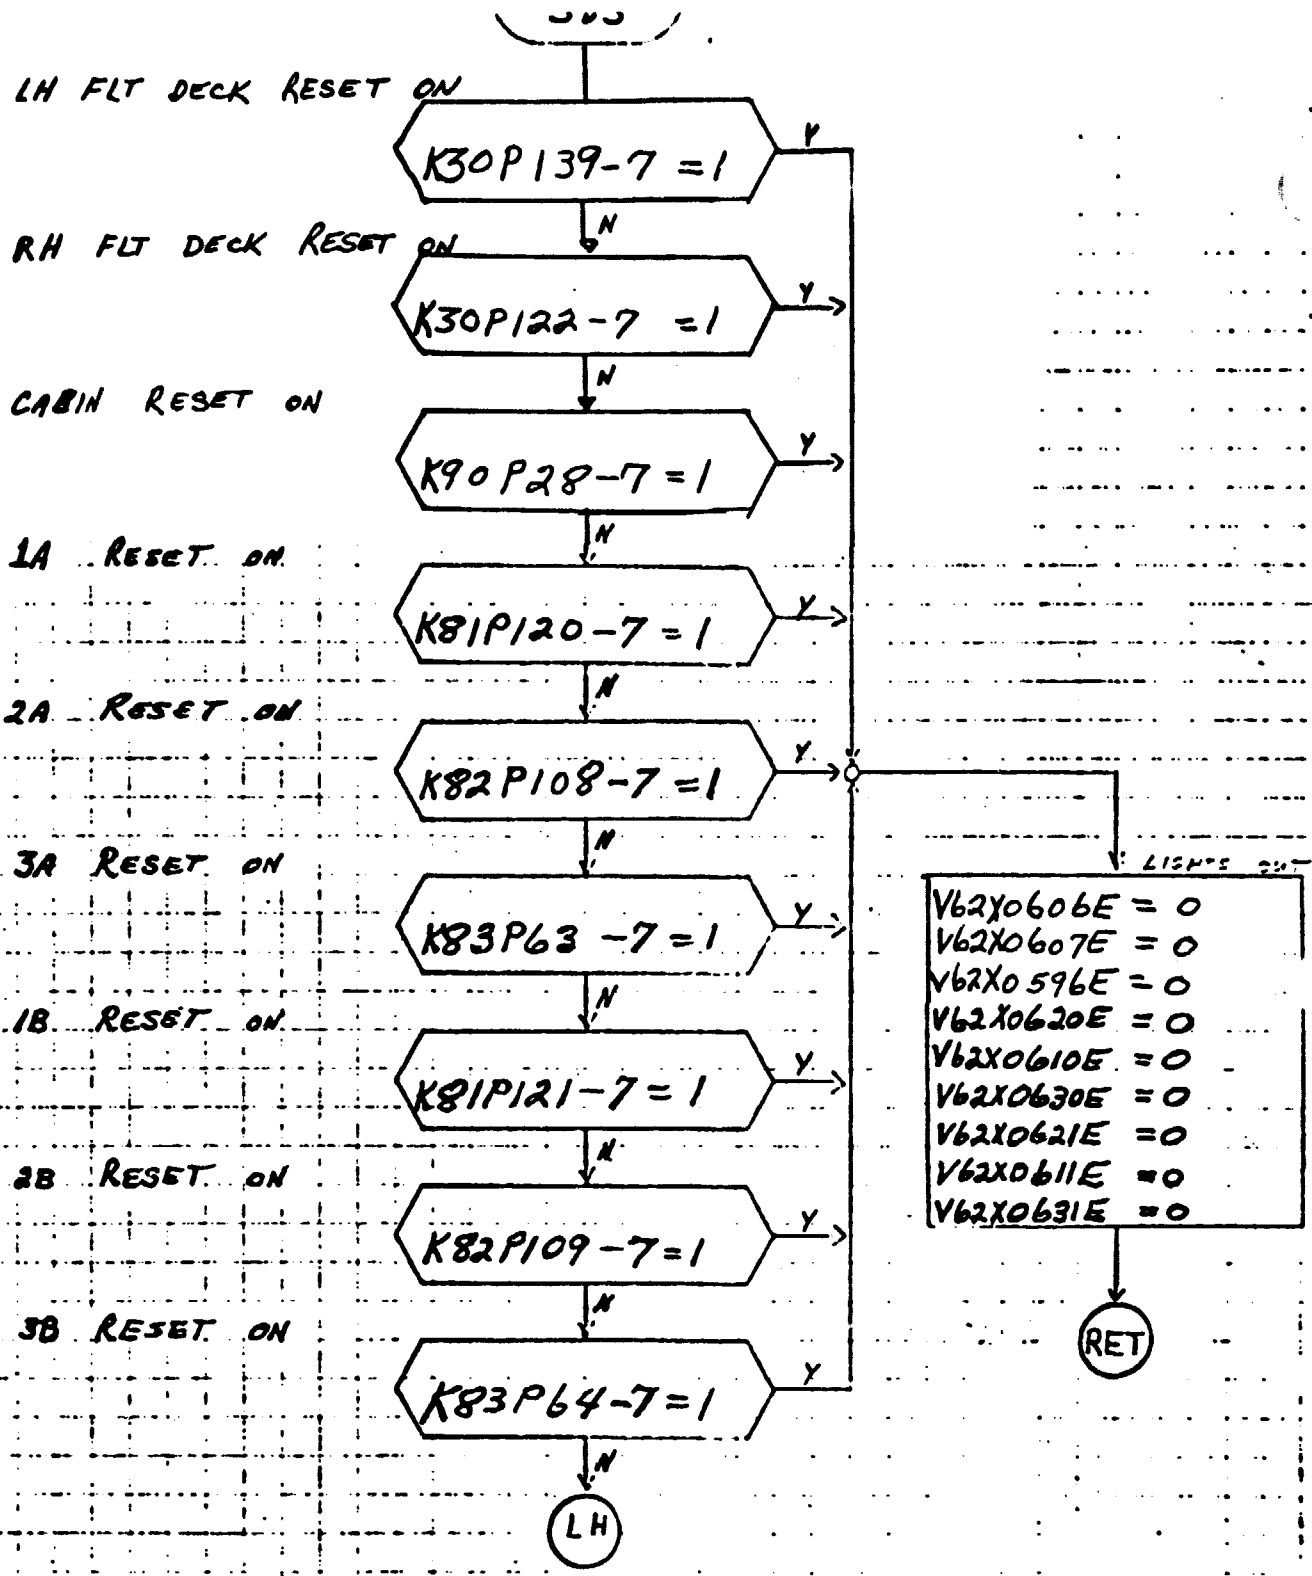 LH FLT DECK RESET ON
K30P139-7 =1
Y
N
RH FLT DECK RESET ON
K30P122-7 =1
Y
N
CABIN RESET ON
K90P28-7=1
Y
N
1A RESET ON
K81P120-7=1
Y
N
2A RESET ON
K82P108-7=1
Y
N
3A RESET ON
K83P63-7=1
Y
N
1B RESET ON
K81P121-7=1
Y
N
2B RESET ON
K82P109-7=1
Y
N
3B RESET ON
K83P64-7=1
Y
N
LH
LIGHTS
V62X0606E = 0
V62X0607E = 0
V62X0596E = 0
V62X0620E = 0
V62X0610E = 0
V62X0630E = 0
V62X0621E = 0
V62X0611E = 0
V62X0631E = 0
RET